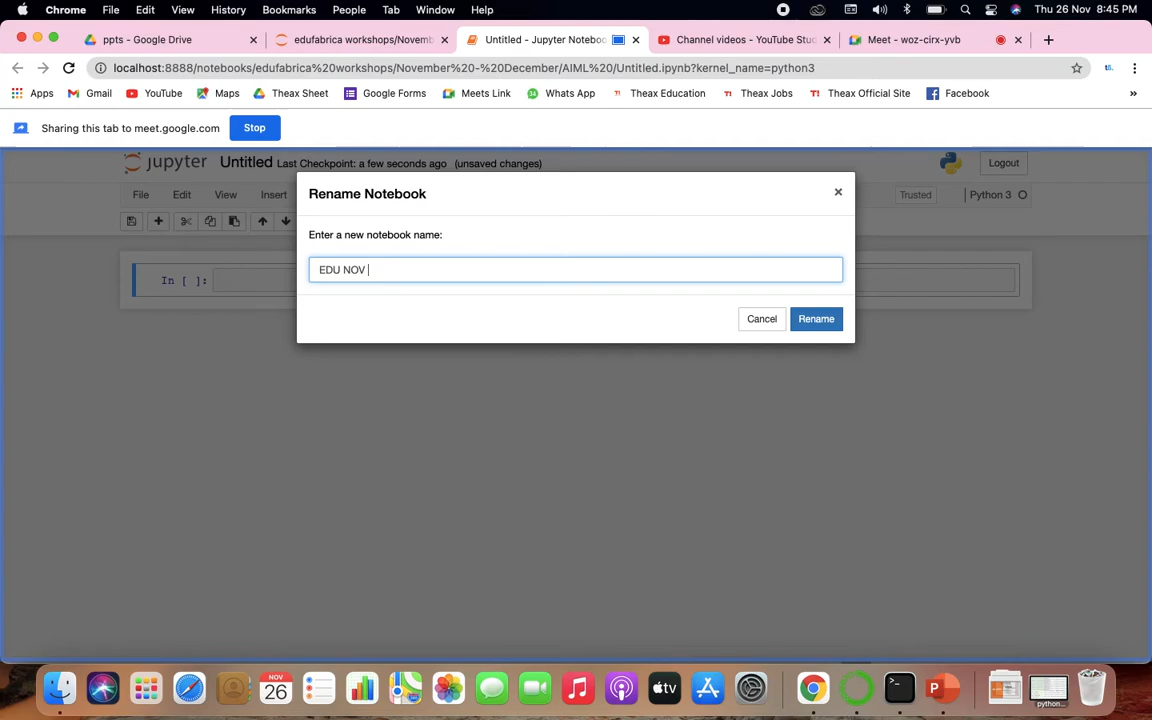 Chrome File Edit View History Bookmarks People Tab Window Help Thu 26 Nov 8:45 PM
ppts - Google Drive edufabrica workshops/Novemb Untitled - Jupyter Noteboo Channel videos - YouTube Stu Meet - woz-cirx-yvb
localhost:8888/notebooks/edufabrica%20workshops/November%20-%20December/AIML%20/Untitled.ipynb?kernel_name=python3
Apps Gmail YouTube Maps Theax Sheet Google Forms Meets Link Whats App Theax Education Theax Jobs Theax Official Site Facebook »
Sharing this tab to meet.google.com Stop
jupyter Untitled Last Checkpoint: a few seconds ago (unsaved changes) Logout
File Edit View Insert Trusted Python 3
Rename Notebook
Enter a new notebook name:
EDU NOV
In [ ]:
Cancel Rename
NOV
26
tv
P
python...